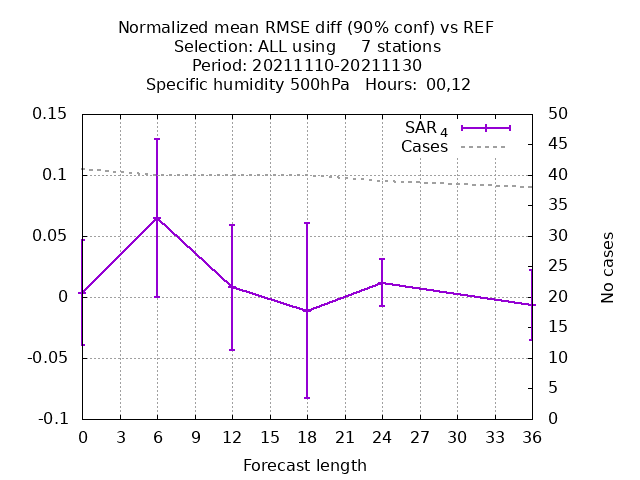 Normalized mean RMSE diff (90% conf) vs REF
Selection: ALL using     7 stations
Period: 20211110-20211130
Specific humidity 500hPa   Hours:  00,12
SAR 4
Cases
0.15
0.1
0.05
0
-0.05
-0.1
50
45
40
35
30
25
20
15
10
5
0
No cases
0 3 6 9 12 15 18 21 24 27 30 33 36
Forecast length